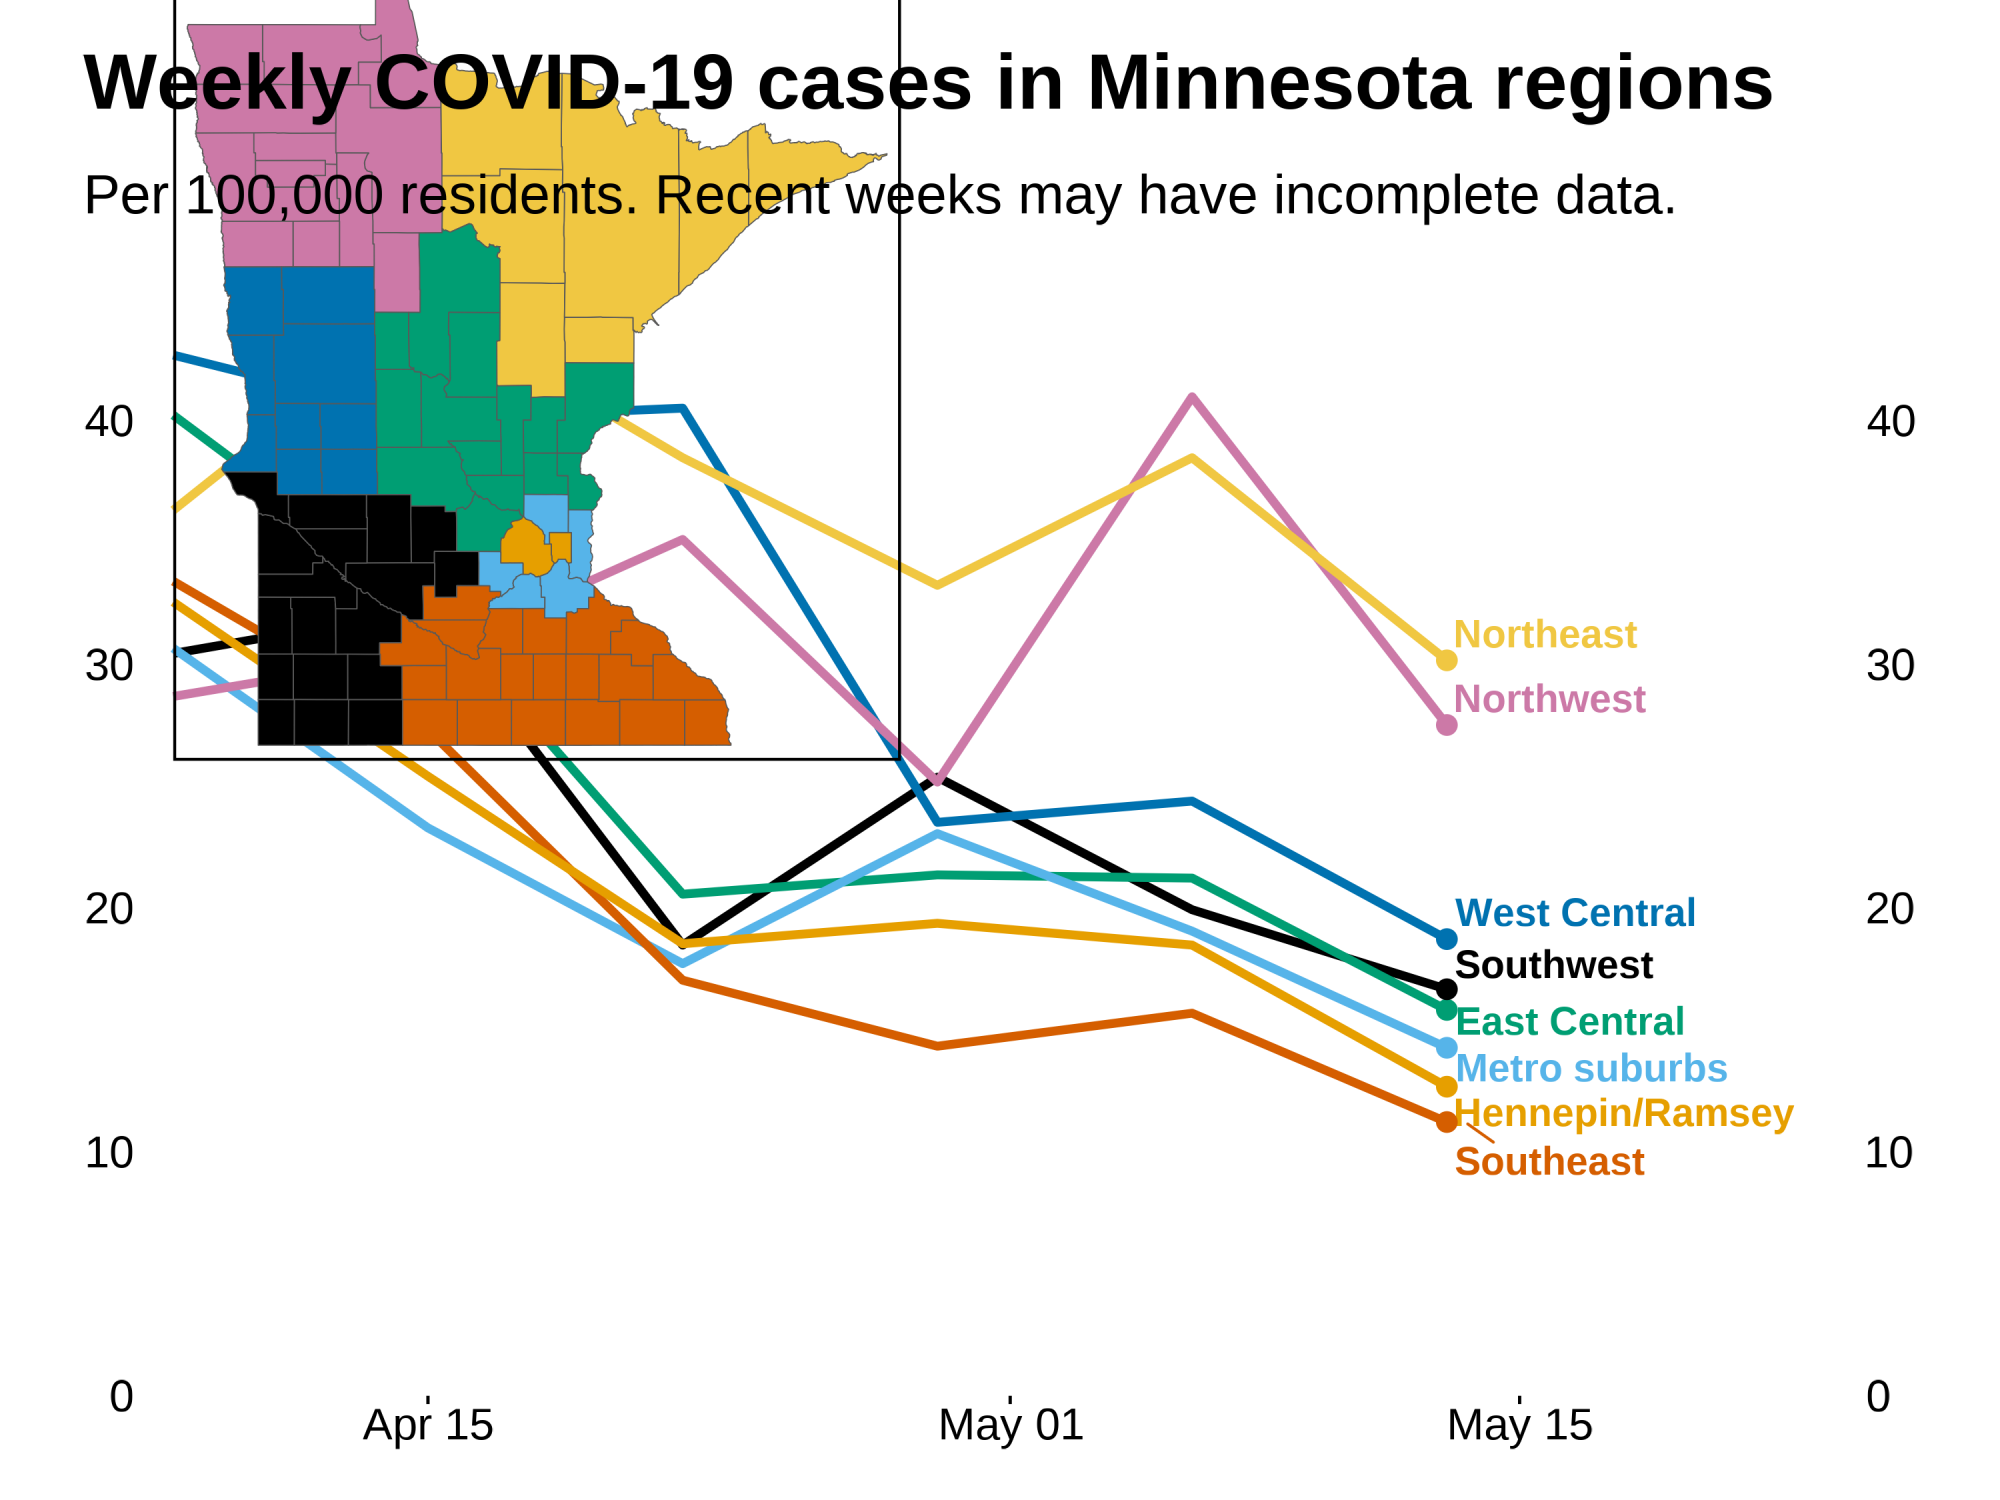 Weekly COVID-19 cases in Minnesota regions
Per 100,000 residents. Recent weeks may have incomplete data.
40
40
Northeast
30
30
Northwest
20
West Central
20
Southwest
East Central
Metro suburbs
Hennepin/Ramsey
10
Southeast
10
0
0
Apr 15
May 01
May 15